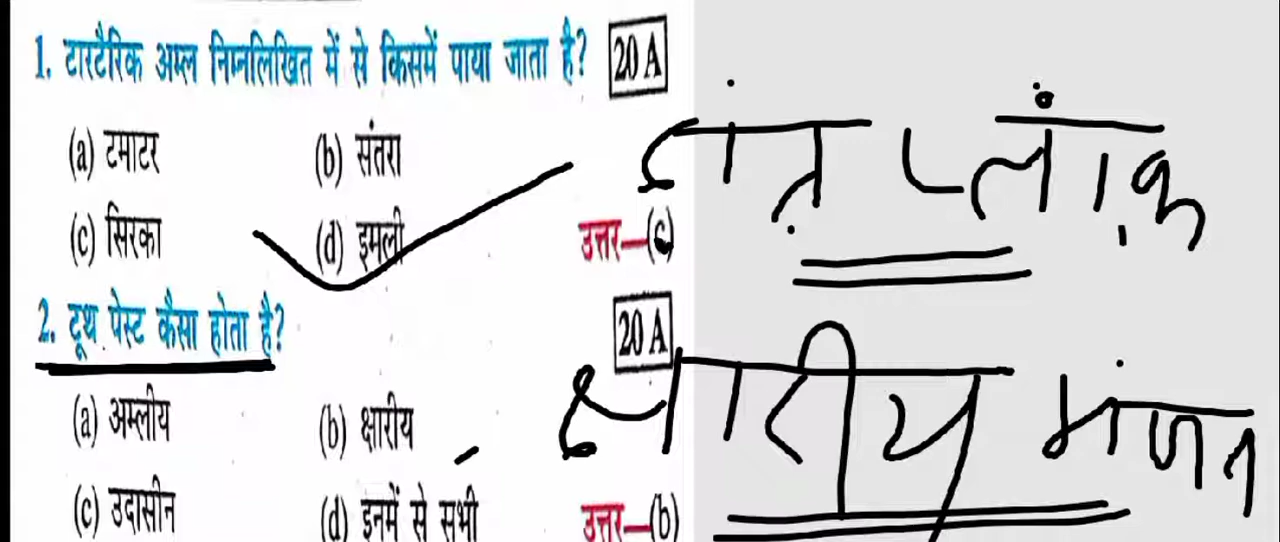 1. टारटैरिक अम्ल निम्नलिखित में से किसमें पाया जाता है? 20 A
(a) टमाटर (b) संतरा
(c) सिरका (d) इमली उत्तर—(c)
2. टूथ पेस्ट कैसा होता है? 20 A
(a) अम्लीय (b) क्षारीय
(c) उदासीन (d) इनमें से सभी उत्तर—(b)
क्षारीय मंजन